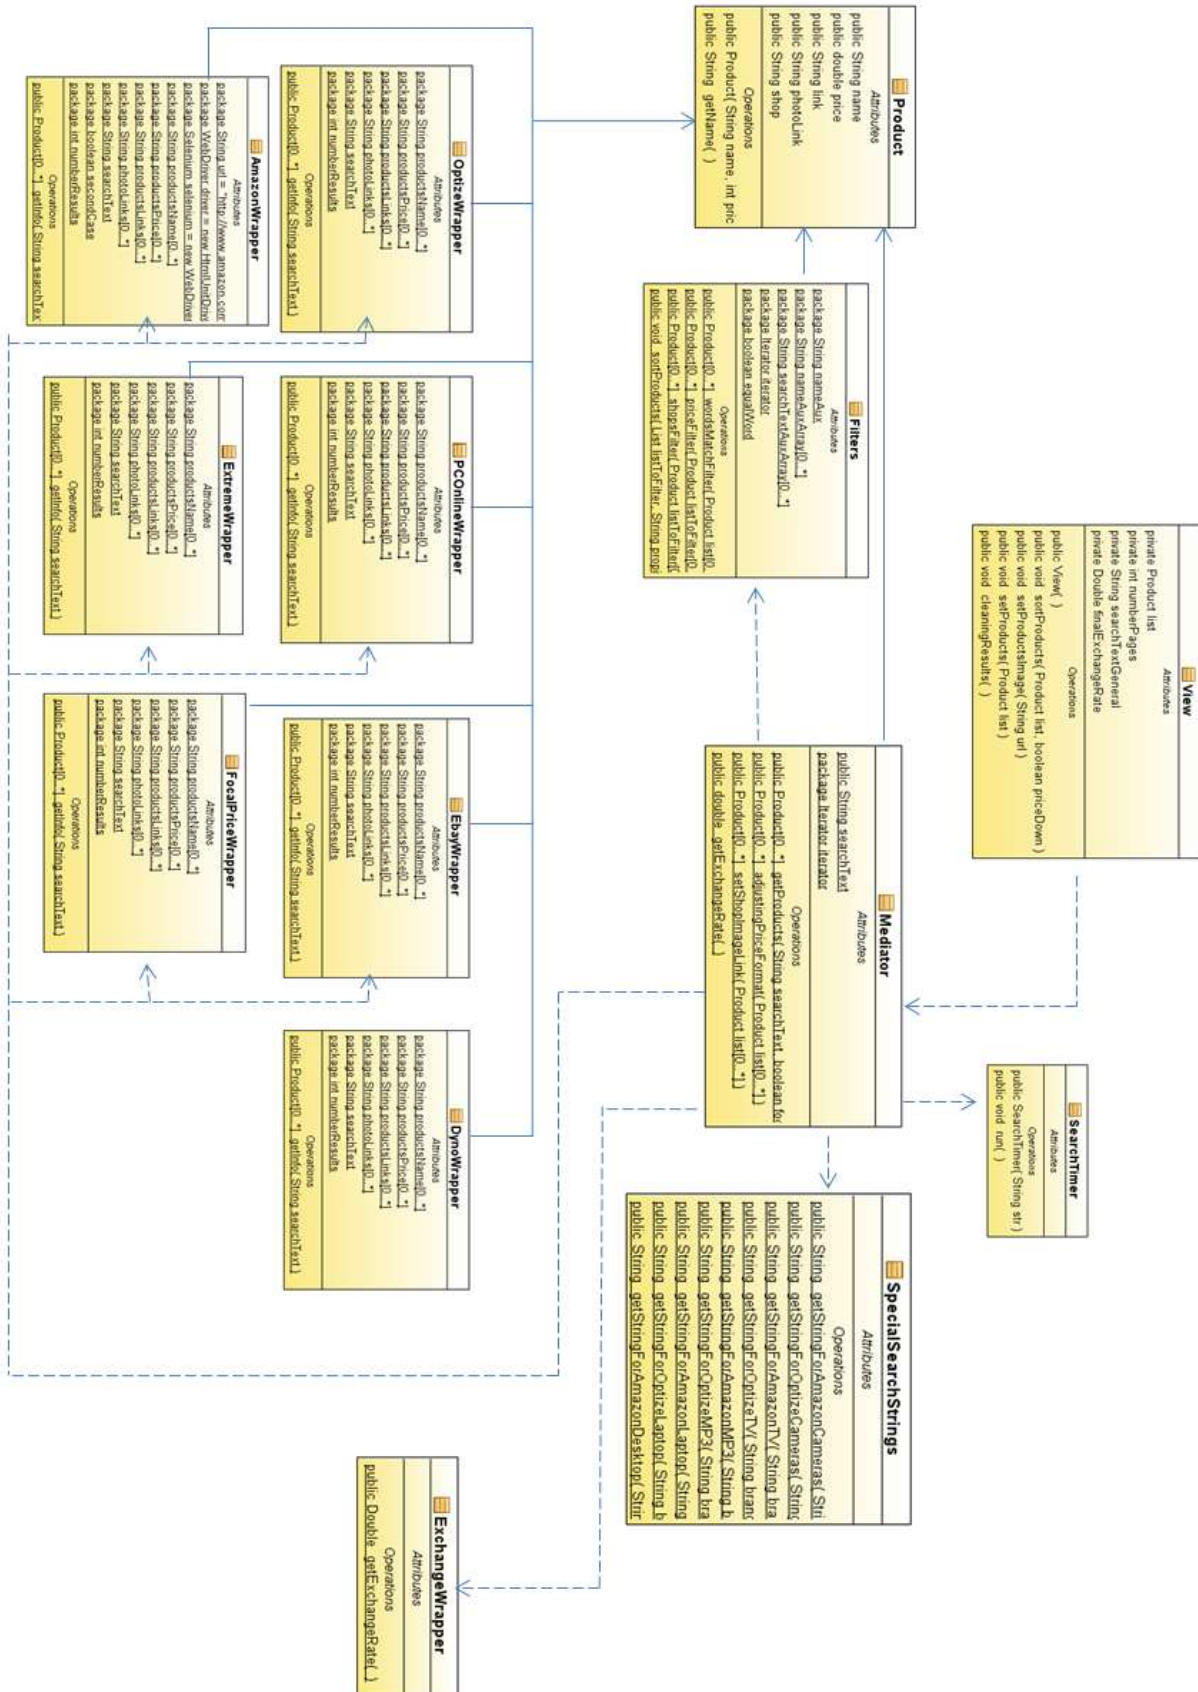 View
Attributes
private Product list
private int numberPages
private String searchTextGeneral
private Double finalExchangeRate
Operations
public View( )
public void sortProducts( Product list, boolean priceDown )
public void setProductsImage( String url )
public void setProducts( Product list )
public void cleaningResults( )
SearchTimer
Attributes
Operations
public SearchTimer( String str )
public void run( )
Product
Attributes
public String name
public double price
public String link
public String photoLink
public String shop
Operations
public Product( String name, int pric
public String getName( )
Filters
Attributes
package String nameAux
package String nameAuxArray[0..*]
package String searchTextAuxArray[0..*]
package Iterator iterator
package boolean equalWord
Operations
public Product[0..*] wordsMatchFilter( Product list[0..
public Product[0..*] priceFilter( Product listToFilter[0..
public Product[0..*] shopsFilter( Product listToFilter[
public void sortProducts( List listToFilter, String propi
Mediator
Attributes
public String searchText
package Iterator iterator
Operations
public Product[0..*] getProducts( String searchText, boolean for
public Product[0..*] adjustingPriceFormat( Product list[0..*] )
public Product[0..*] setShopImageLink( Product list[0..*] )
public double getExchangeRate( )
SpecialSearchStrings
Attributes
Operations
public String getStringForAmazonCameras( Stri
public String getStringForOptizeCameras( String
public String getStringForAmazonTV( String bra
public String getStringForOptizeTV( String branc
public String getStringForAmazonMP3( String b
public String getStringForOptizeMP3( String bra
public String getStringForAmazonLaptop( String
public String getStringForOptizeLaptop( String b
public String getStringForAmazonDesktop( Strir
OptizeWrapper
Attributes
package String productsName[0..*]
package String productsPrice[0..*]
package String productsLinks[0..*]
package String photoLinks[0..*]
package String searchText
package int numberResults
Operations
public Product[0..*] getInfo( String searchText )
PCOnlineWrapper
Attributes
package String productsName[0..*]
package String productsPrice[0..*]
package String productsLinks[0..*]
package String photoLinks[0..*]
package String searchText
package int numberResults
Operations
public Product[0..*] getInfo( String searchText )
EbayWrapper
Attributes
package String productsName[0..*]
package String productsPrice[0..*]
package String productsLinks[0..*]
package String photoLinks[0..*]
package String searchText
package int numberResults
Operations
public Product[0..*] getInfo( String searchText )
DynoWrapper
Attributes
package String productsName[0..*]
package String productsPrice[0..*]
package String productsLinks[0..*]
package String photoLinks[0..*]
package String searchText
package int numberResults
Operations
public Product[0..*] getInfo( String searchText )
ExchangeWrapper
Attributes
Operations
public Double getExchangeRate( )
AmazonWrapper
Attributes
package String url = "http://www.amazon.com
package WebDriver driver = new HtmlUnitDriv
package Selenium selenium = new WebDriver
package String productsName[0..*]
package String productsPrice[0..*]
package String productsLinks[0..*]
package String photoLinks[0..*]
package String searchText
package boolean secondCase
package int numberResults
Operations
public Product[0..*] getInfo( String searchTex
ExtremeWrapper
Attributes
package String productsName[0..*]
package String productsPrice[0..*]
package String productsLinks[0..*]
package String photoLinks[0..*]
package String searchText
package int numberResults
Operations
public Product[0..*] getInfo( String searchText )
FocalPriceWrapper
Attributes
package String productsName[0..*]
package String productsPrice[0..*]
package String productsLinks[0..*]
package String photoLinks[0..*]
package String searchText
package int numberResults
Operations
public Product[0..*] getInfo( String searchText )